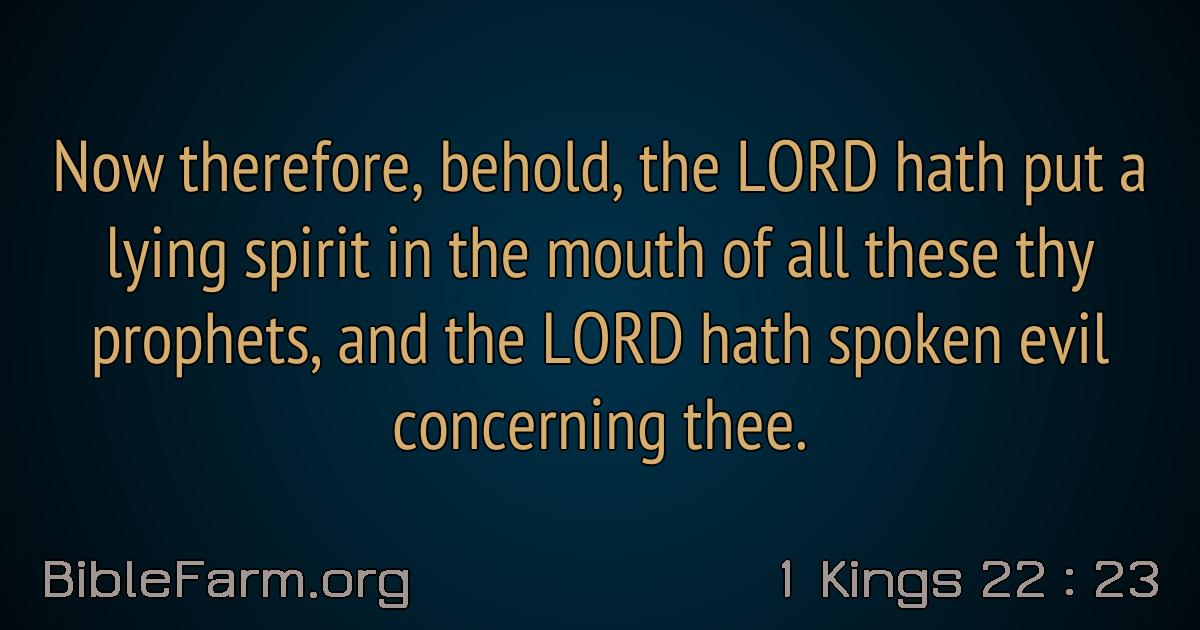 Now therefore, behold, the LORD hath put a
lying spirit in the mouth of all these thy
prophets, and the LORD hath spoken evil
concerning thee.
BibleFarm.org
1 Kings 22 : 23